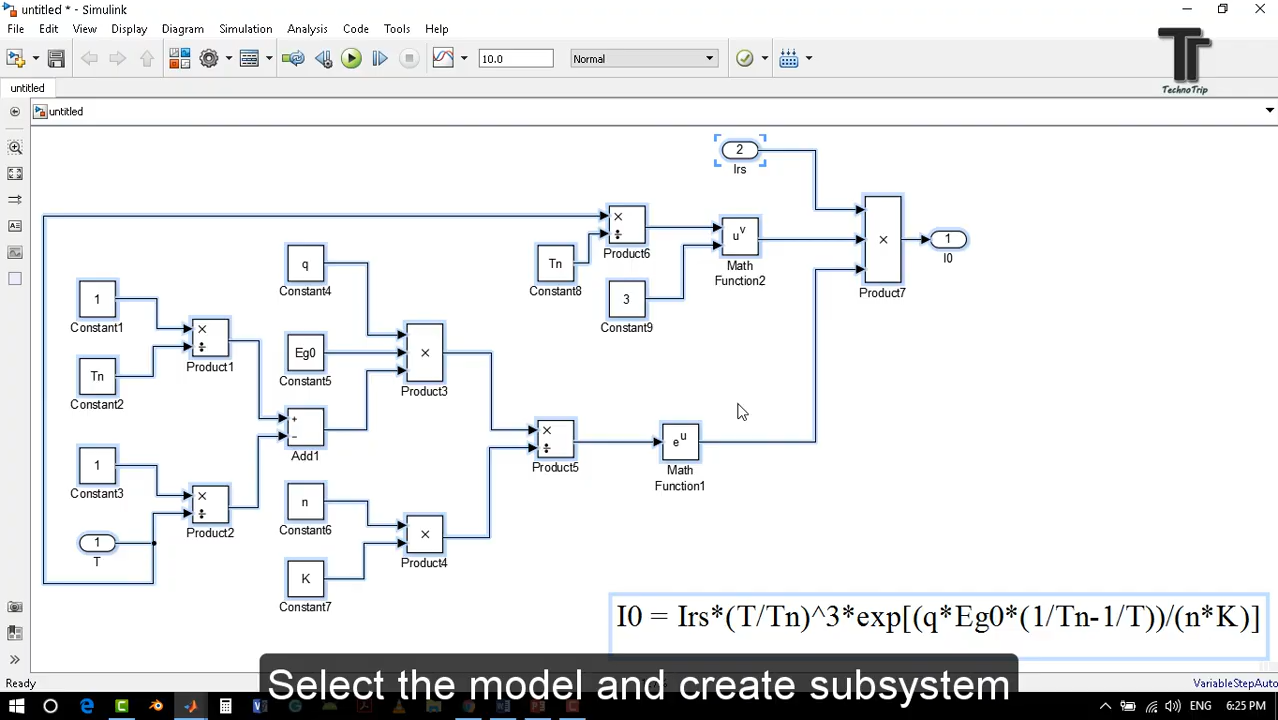 untitled * - Simulink
File Edit View Display Diagram Simulation Analysis Code Tools Help
10.0 Normal
TechnoTrip
untitled
untitled
2
Irs
× ÷
Product6
u^v
Math
Function2
×
Product7
1
I0
Tn
Constant8
3
Constant9
q
Constant4
1
Constant1
× ÷
Product1
Eg0
Constant5
×
Product3
Tn
Constant2
+ −
Add1
× ÷
Product5
e^u
Math
Function1
1
Constant3
× ÷
Product2
n
Constant6
×
Product4
1
T
K
Constant7
I0 = Irs*(T/Tn)^3*exp[(q*Eg0*(1/Tn-1/T))/(n*K)]
Select the model and create subsystem
Ready
VariableStepAuto
ENG 6:25 PM